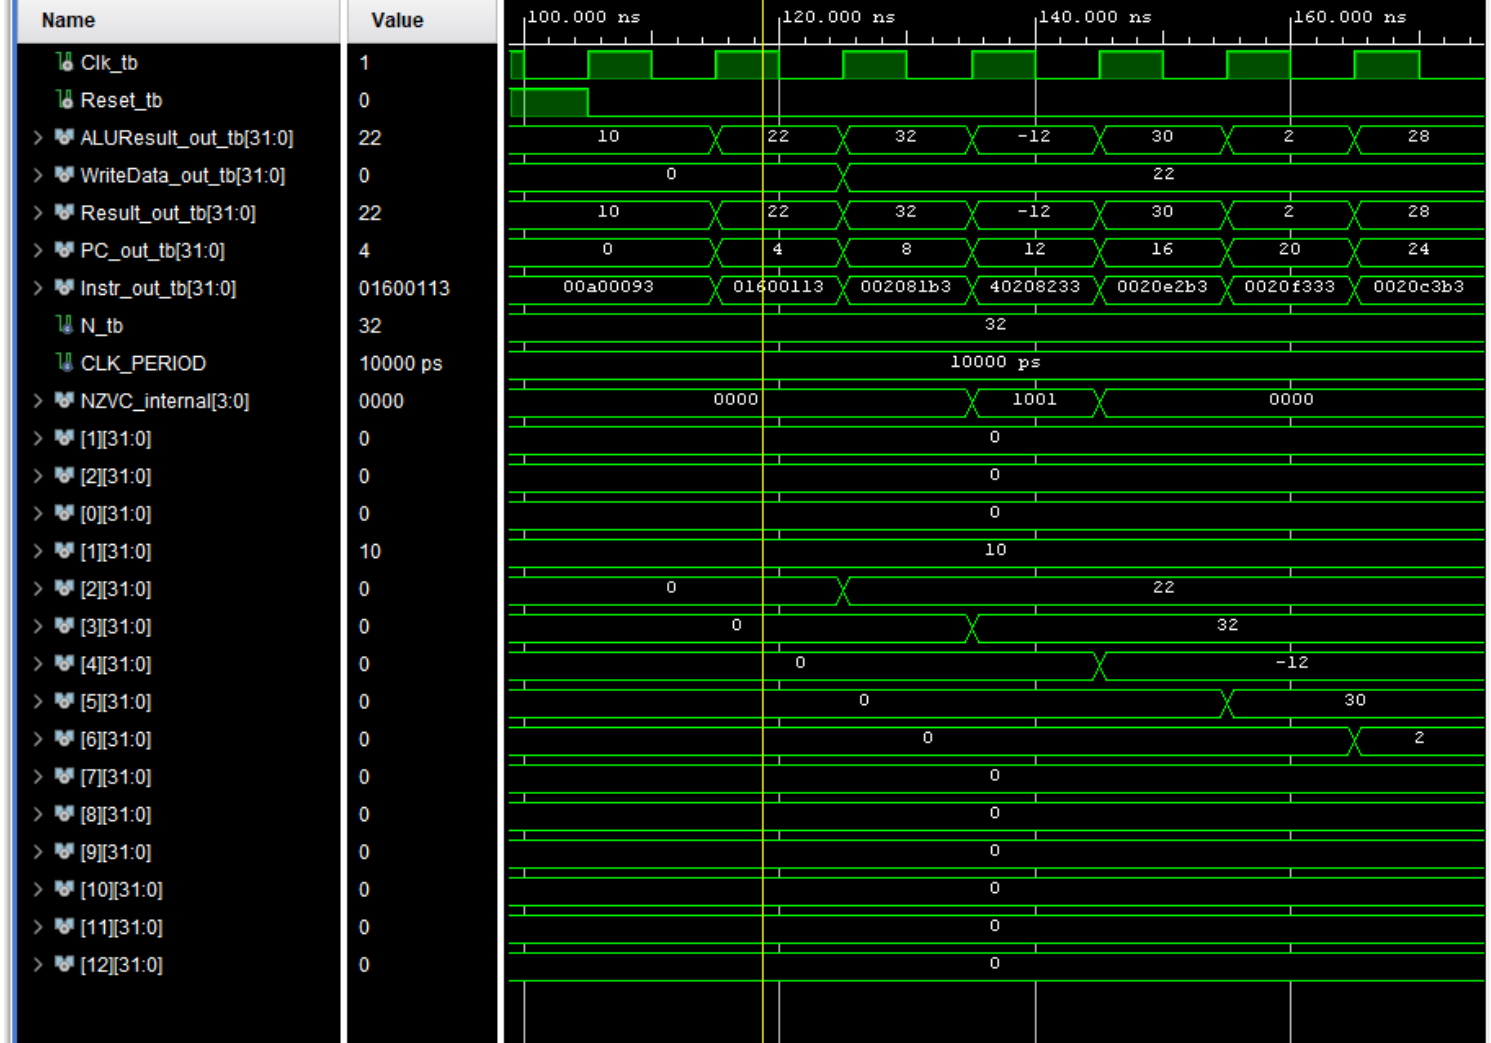 Name Value 100.000 ns 120.000 ns 140.000 ns 160.000 ns
Clk_tb 1
Reset_tb 0
ALUResult_out_tb[31:0] 22 10 22 32 -12 30 2 28
WriteData_out_tb[31:0] 0 0 22
Result_out_tb[31:0] 22 10 22 32 -12 30 2 28
PC_out_tb[31:0] 4 0 4 8 12 16 20 24
Instr_out_tb[31:0] 01600113 00a00093 01600113 002081b3 40208233 0020e2b3 0020f333 0020c3b3
N_tb 32 32
CLK_PERIOD 10000 ps 10000 ps
NZVC_internal[3:0] 0000 0000 1001 0000
[1][31:0] 0 0
[2][31:0] 0 0
[0][31:0] 0 0
[1][31:0] 10 10
[2][31:0] 0 0 22
[3][31:0] 0 0 32
[4][31:0] 0 0 -12
[5][31:0] 0 0 30
[6][31:0] 0 0 2
[7][31:0] 0 0
[8][31:0] 0 0
[9][31:0] 0 0
[10][31:0] 0 0
[11][31:0] 0 0
[12][31:0] 0 0